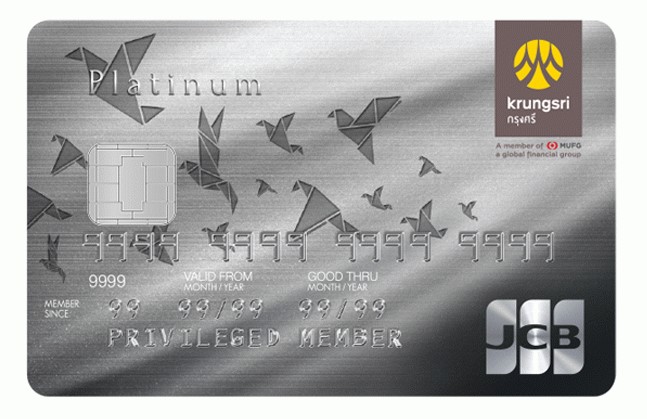 Platinum
krungsri
กรุงศรี
A member of MUFG
a global financial group
9999 9999 9999 9999
9999
VALID FROM
MONTH / YEAR
GOOD THRU
MONTH / YEAR
MEMBER SINCE
99 99/99 99/99
PRIVILEGED MEMBER
JCB